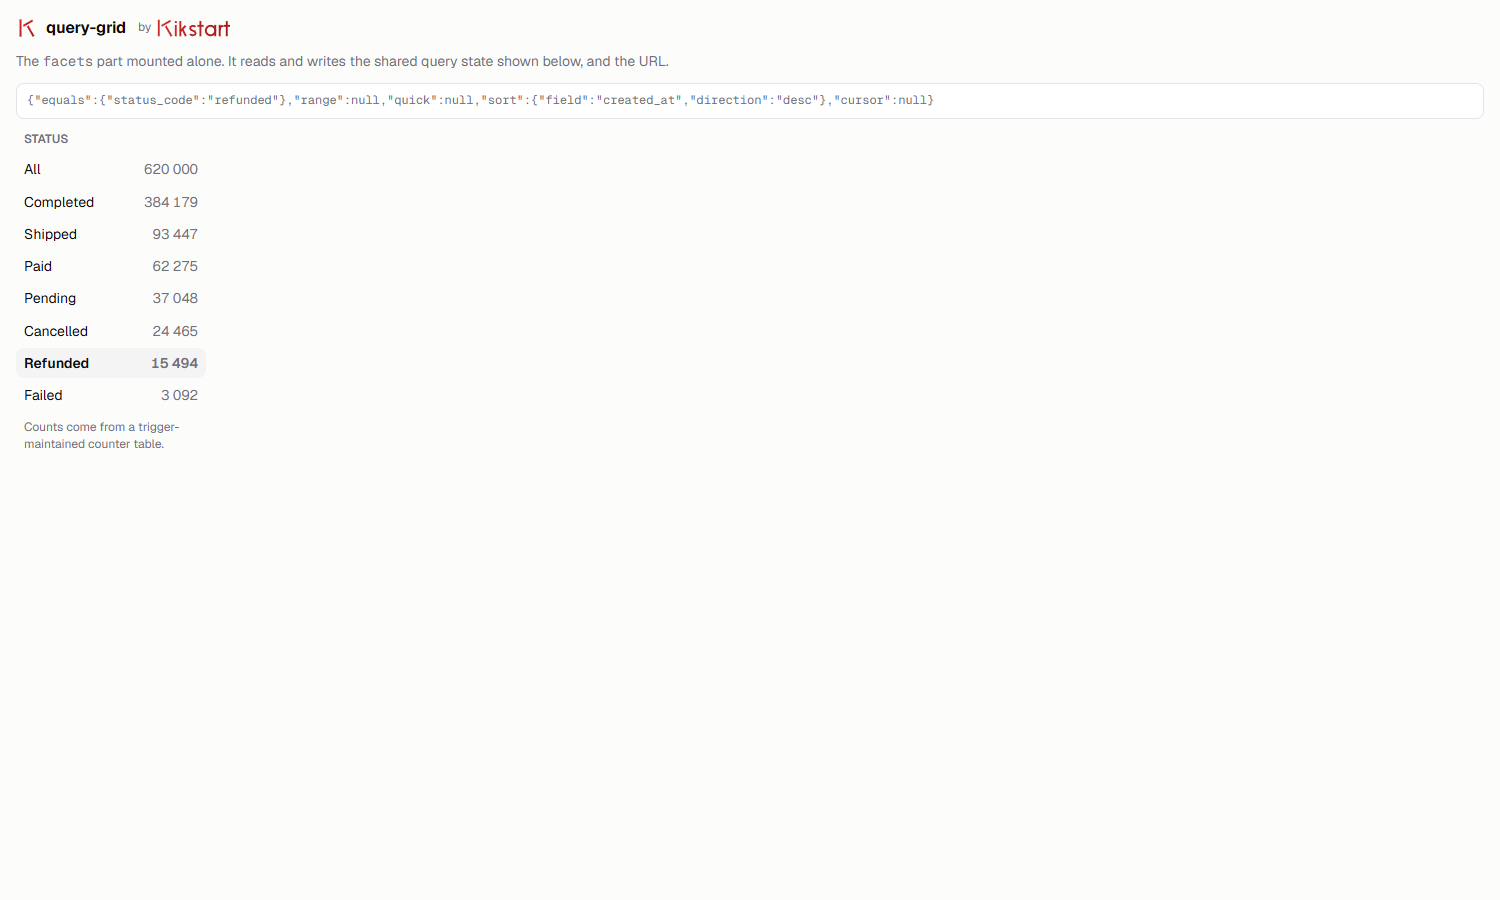 query-grid by Kikstart
The facets part mounted alone. It reads and writes the shared query state shown below, and the URL.
{"equals":{"status_code":"refunded"},"range":null,"quick":null,"sort":{"field":"created_at","direction":"desc"},"cursor":null}
STATUS
All 620 000
Completed 384 179
Shipped 93 447
Paid 62 275
Pending 37 048
Cancelled 24 465
Refunded 15 494
Failed 3 092
Counts come from a trigger-
maintained counter table.